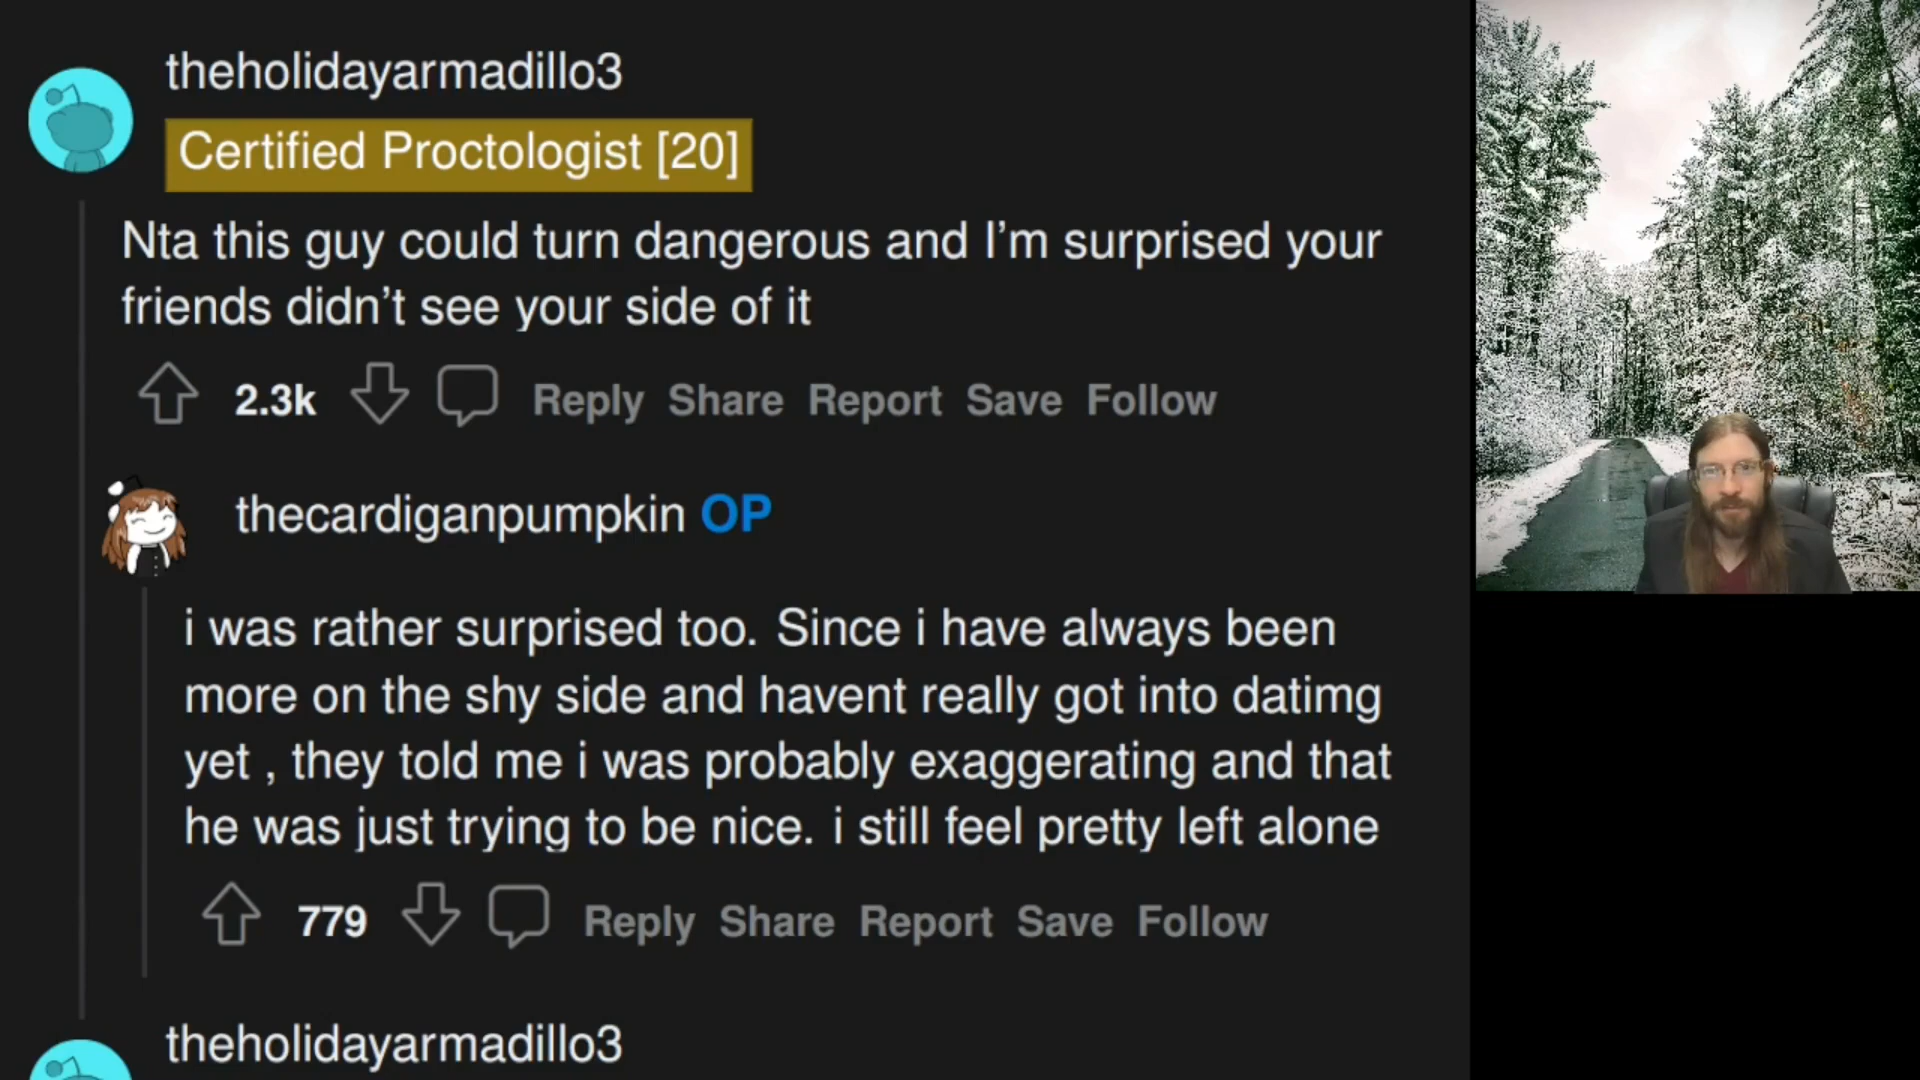 theholidayarmadillo3
Certified Proctologist [20]
Nta this guy could turn dangerous and I’m surprised your
friends didn’t see your side of it
2.3k Reply Share Report Save Follow
thecardiganpumpkin OP
i was rather surprised too. Since i have always been
more on the shy side and havent really got into datimg
yet , they told me i was probably exaggerating and that
he was just trying to be nice. i still feel pretty left alone
779 Reply Share Report Save Follow
theholidayarmadillo3